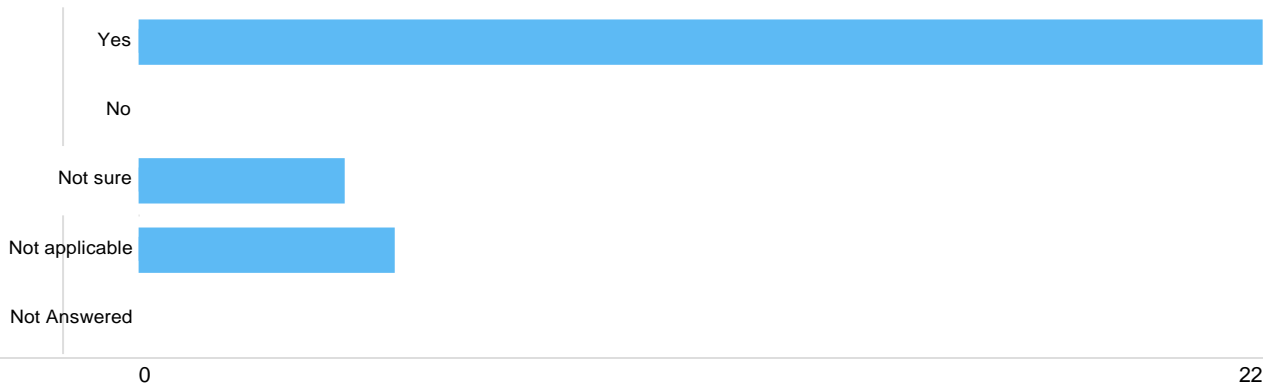 Yes
No
Not sure
Not applicable
Not Answered
0 22